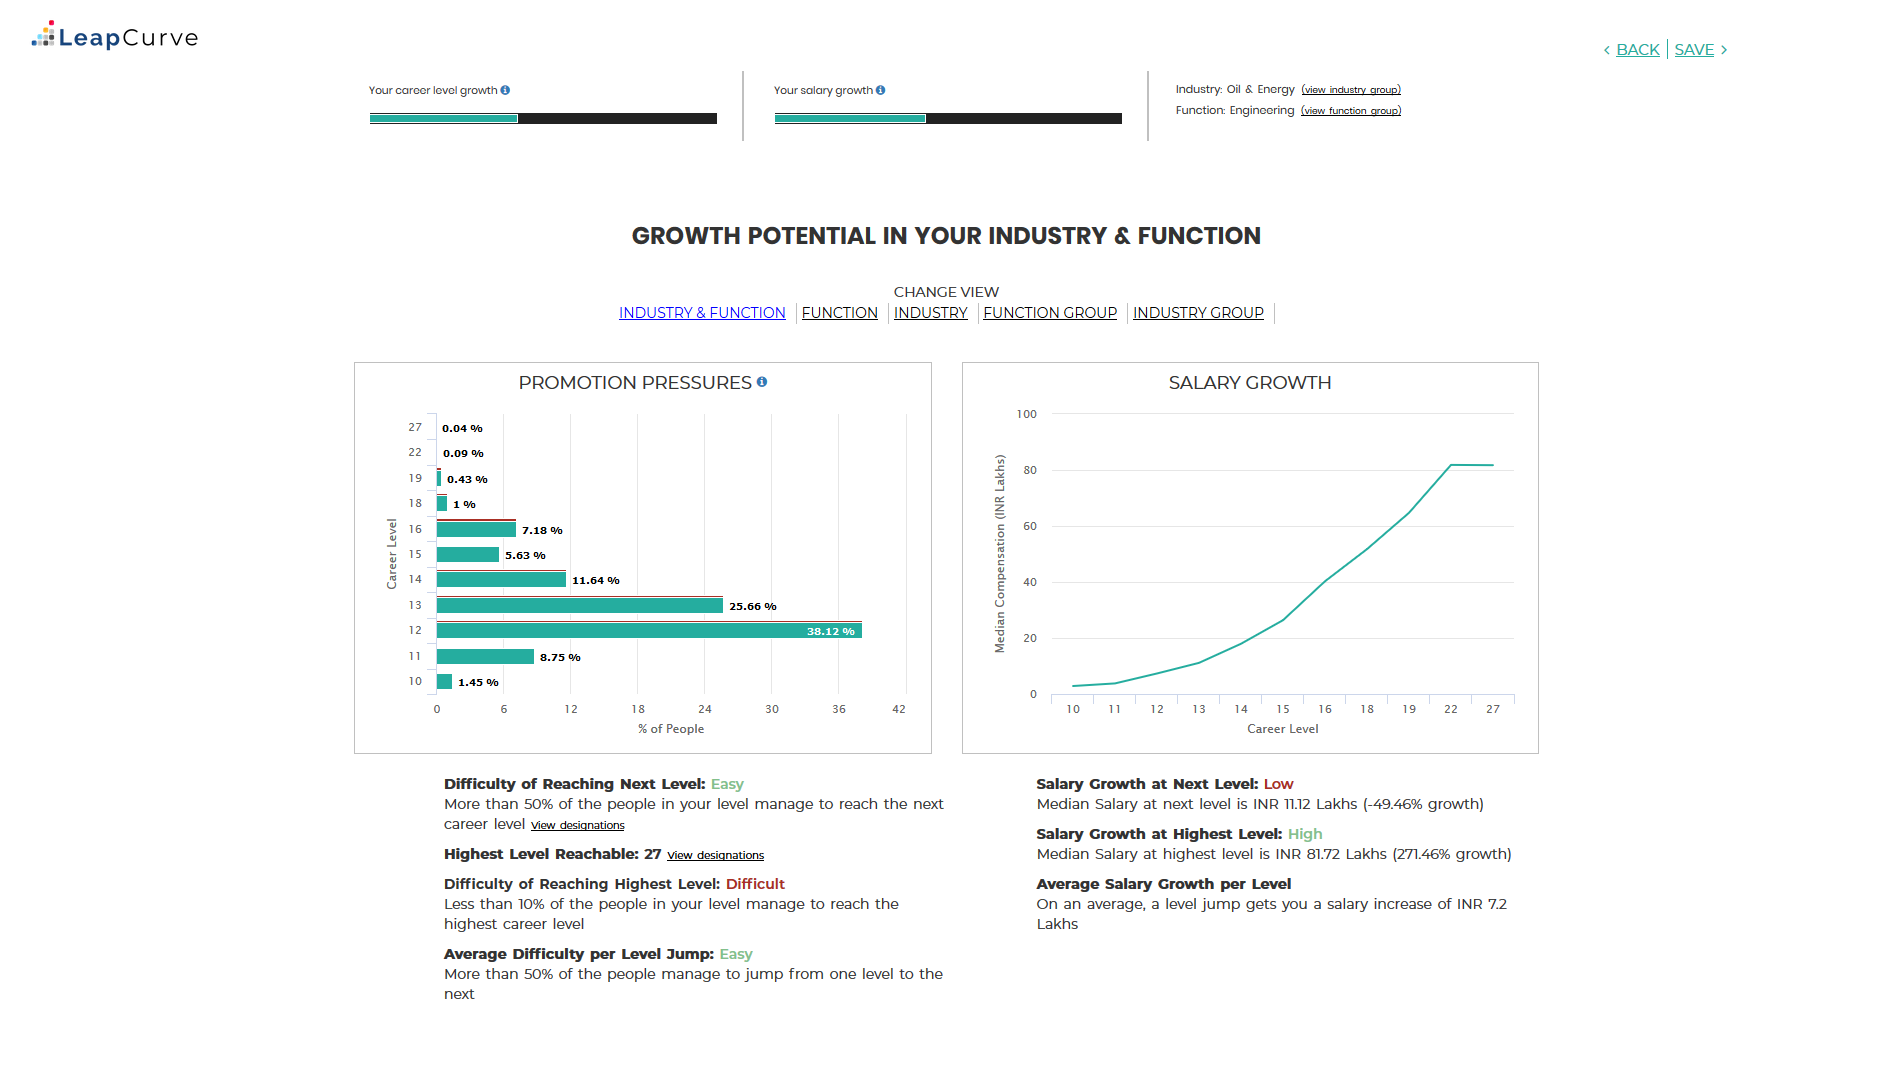 LeapCurve
‹ BACK SAVE ›
Your career level growth
Your salary growth
Industry: Oil & Energy (view industry group)
Function: Engineering (view function group)
GROWTH POTENTIAL IN YOUR INDUSTRY & FUNCTION
CHANGE VIEW
INDUSTRY & FUNCTION FUNCTION INDUSTRY FUNCTION GROUP INDUSTRY GROUP
PROMOTION PRESSURES
Career Level
27 0.04 %
22 0.09 %
19 0.43 %
18 1 %
16 7.18 %
15 5.63 %
14 11.64 %
13 25.66 %
12 38.12 %
11 8.75 %
10 1.45 %
0 6 12 18 24 30 36 42
% of People
SALARY GROWTH
Median Compensation (INR Lakhs)
100
80
60
40
20
0
10 11 12 13 14 15 16 18 19 22 27
Career Level
Difficulty of Reaching Next Level: Easy
More than 50% of the people in your level manage to reach the next
career level View designations
Highest Level Reachable: 27 View designations
Difficulty of Reaching Highest Level: Difficult
Less than 10% of the people in your level manage to reach the
highest career level
Average Difficulty per Level Jump: Easy
More than 50% of the people manage to jump from one level to the
next
Salary Growth at Next Level: Low
Median Salary at next level is INR 11.12 Lakhs (-49.46% growth)
Salary Growth at Highest Level: High
Median Salary at highest level is INR 81.72 Lakhs (271.46% growth)
Average Salary Growth per Level
On an average, a level jump gets you a salary increase of INR 7.2
Lakhs